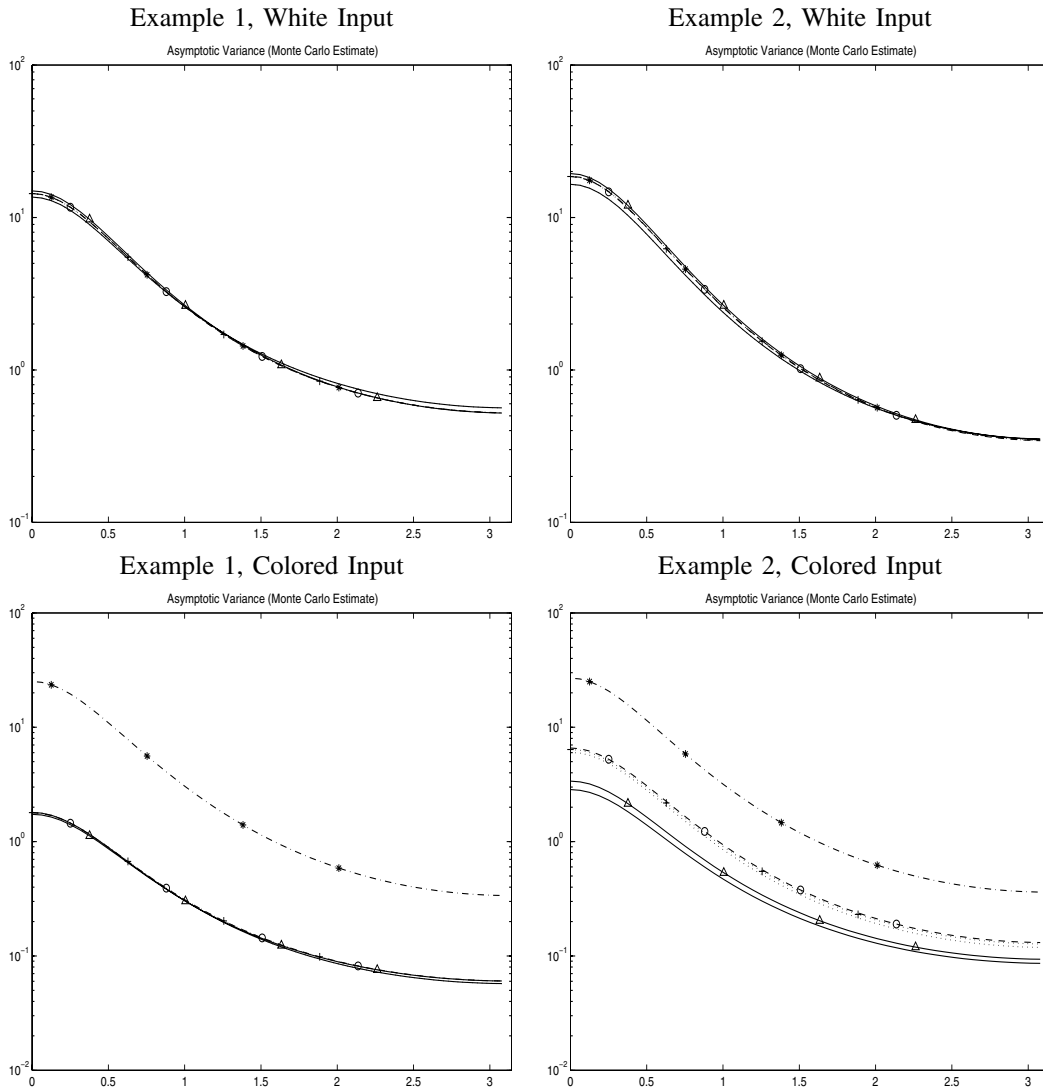 Example 1, White Input
Asymptotic Variance (Monte Carlo Estimate)
10^2
10^1
10^0
10^-1
0 0.5 1 1.5 2 2.5 3
Example 2, White Input
Asymptotic Variance (Monte Carlo Estimate)
10^2
10^1
10^0
10^-1
0 0.5 1 1.5 2 2.5 3
Example 1, Colored Input
Asymptotic Variance (Monte Carlo Estimate)
10^2
10^1
10^0
10^-1
10^-2
0 0.5 1 1.5 2 2.5 3
Example 2, Colored Input
Asymptotic Variance (Monte Carlo Estimate)
10^2
10^1
10^0
10^-1
10^-2
0 0.5 1 1.5 2 2.5 3